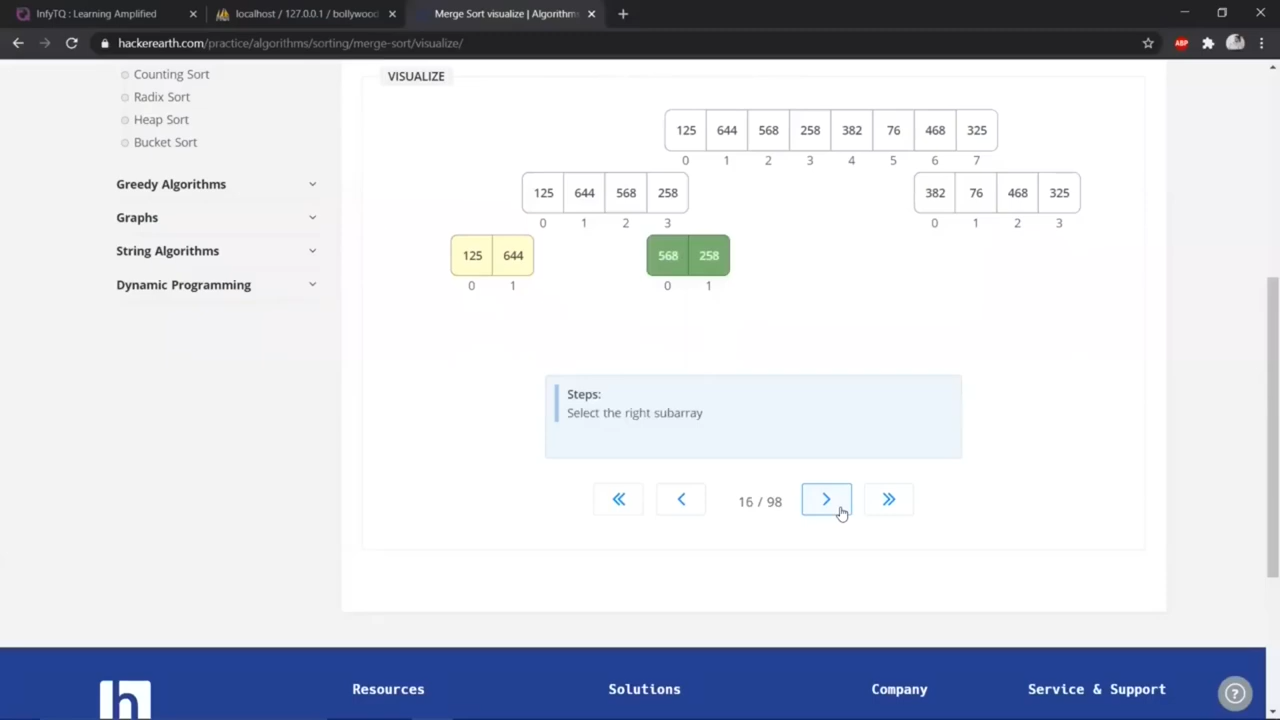 InfyTQ : Learning Amplified
localhost / 127.0.0.1 / bollywood
Merge Sort visualize | Algorithms
hackerearth.com/practice/algorithms/sorting/merge-sort/visualize/
ABP
Counting Sort
Radix Sort
Heap Sort
Bucket Sort
Greedy Algorithms
Graphs
String Algorithms
Dynamic Programming
VISUALIZE
125 644 568 258 382 76 468 325
0 1 2 3 4 5 6 7
125 644 568 258 382 76 468 325
0 1 2 3 0 1 2 3
125 644 568 258
0 1 0 1
Steps:
Select the right subarray
16 / 98
h
Resources Solutions Company Service & Support
?